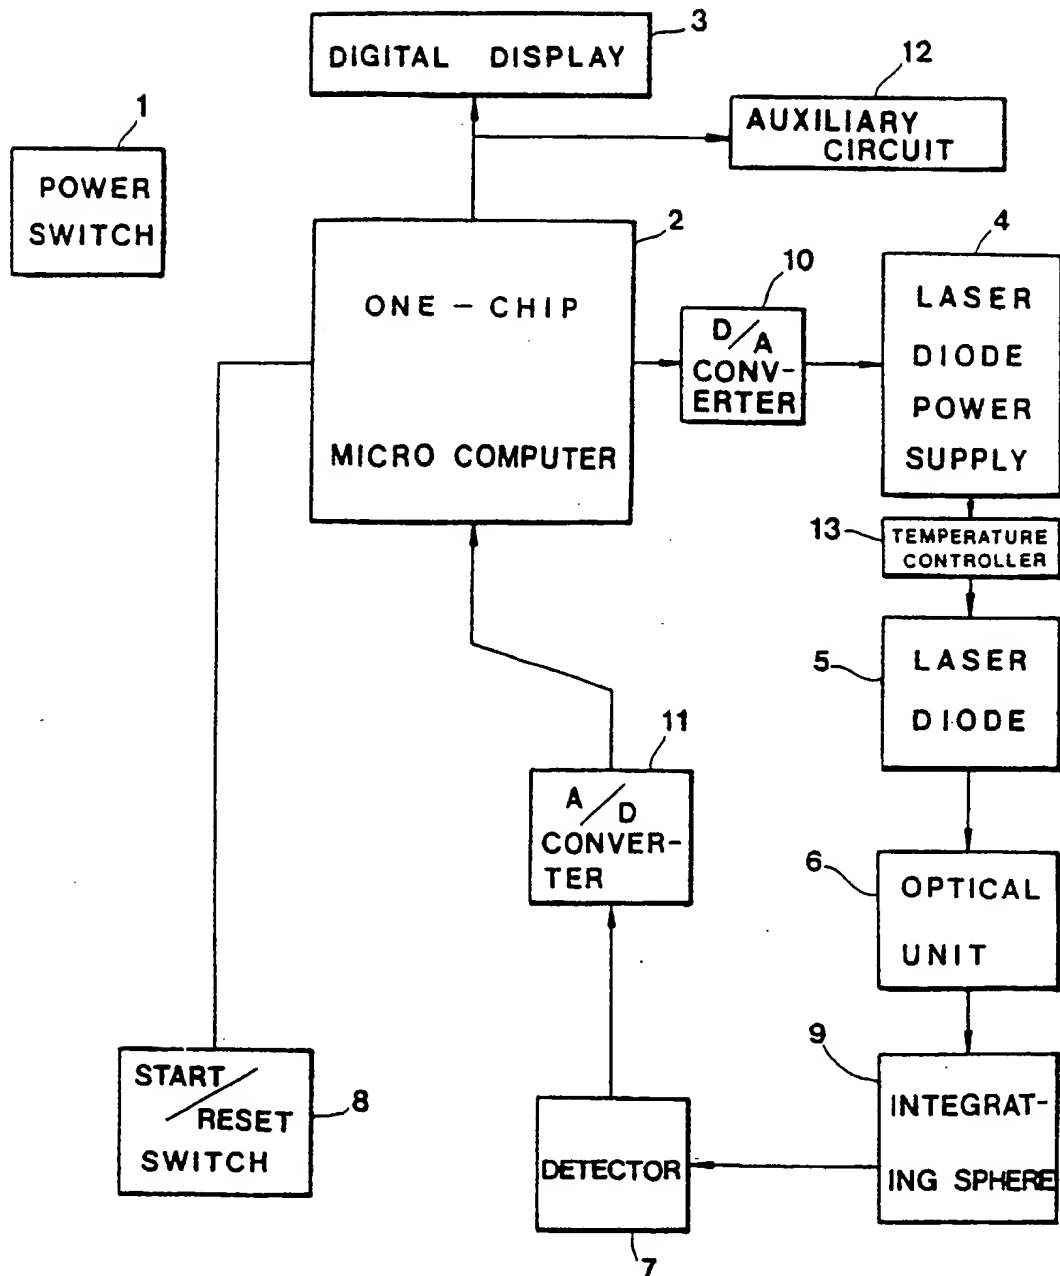 3
DIGITAL DISPLAY
12
AUXILIARY
CIRCUIT
1
POWER
SWITCH
2
ONE-CHIP
MICRO COMPUTER
10
D/A
CONV-
ERTER
4
LASER
DIODE
POWER
SUPPLY
13
TEMPERATURE
CONTROLLER
5
LASER
DIODE
11
A/D
CONVER-
TER
6
OPTICAL
UNIT
9
INTEGRAT-
ING SPHERE
START/
RESET
SWITCH
8
DETECTOR
7